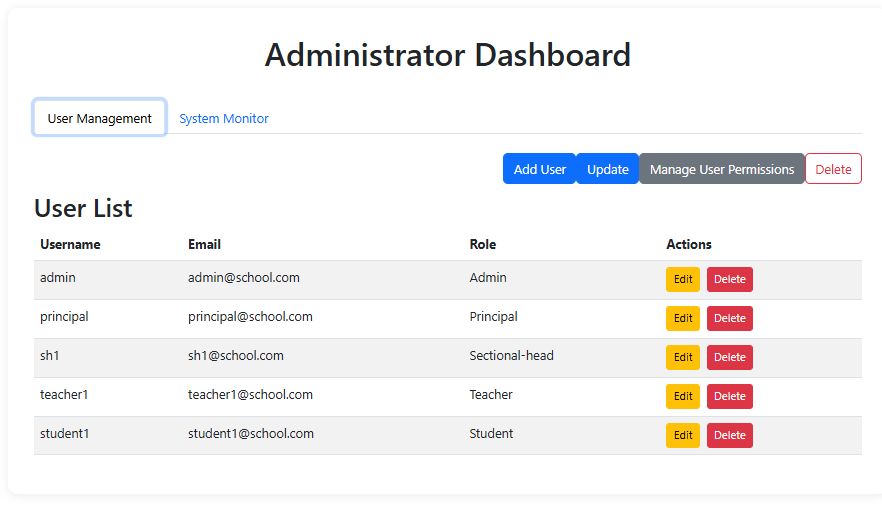 Administrator Dashboard
User Management System Monitor
Add User Update Manage User Permissions Delete
User List
Username Email Role Actions
admin admin@school.com Admin Edit Delete
principal principal@school.com Principal Edit Delete
sh1 sh1@school.com Sectional-head Edit Delete
teacher1 teacher1@school.com Teacher Edit Delete
student1 student1@school.com Student Edit Delete